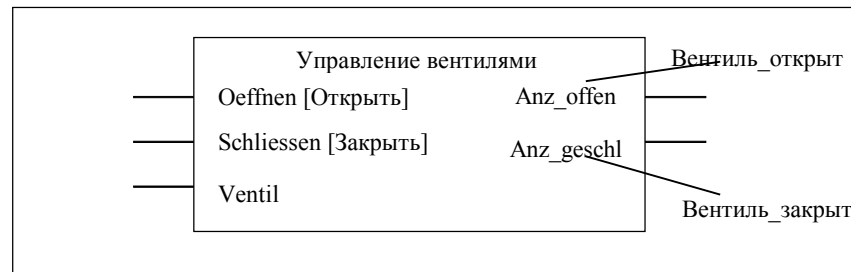 Управление вентилями
Вентиль_открыт
Oeffnen [Открыть]
Anz_offen
Schliessen [Закрыть]
Anz_geschl
Ventil
Вентиль_закрыт